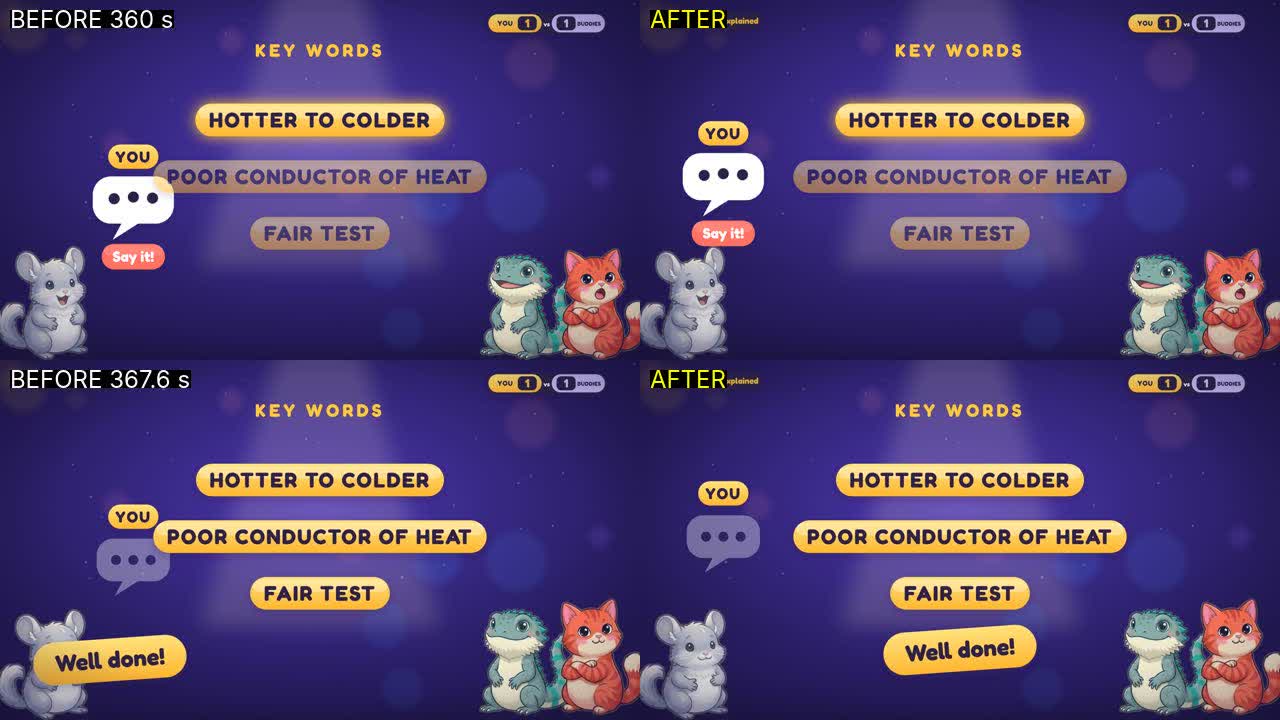 BEFORE 360 s
YOU 1 vs 1 BUDDIES
KEY WORDS
HOTTER TO COLDER
YOU
POOR CONDUCTOR OF HEAT
FAIR TEST
Say it!
AFTER xplained
YOU 1 vs 1 BUDDIES
KEY WORDS
HOTTER TO COLDER
YOU
POOR CONDUCTOR OF HEAT
FAIR TEST
Say it!
BEFORE 367.6 s
YOU 1 vs 1 BUDDIES
KEY WORDS
HOTTER TO COLDER
YOU
POOR CONDUCTOR OF HEAT
FAIR TEST
Well done!
AFTER xplained
YOU 1 vs 1 BUDDIES
KEY WORDS
HOTTER TO COLDER
YOU
POOR CONDUCTOR OF HEAT
FAIR TEST
Well done!